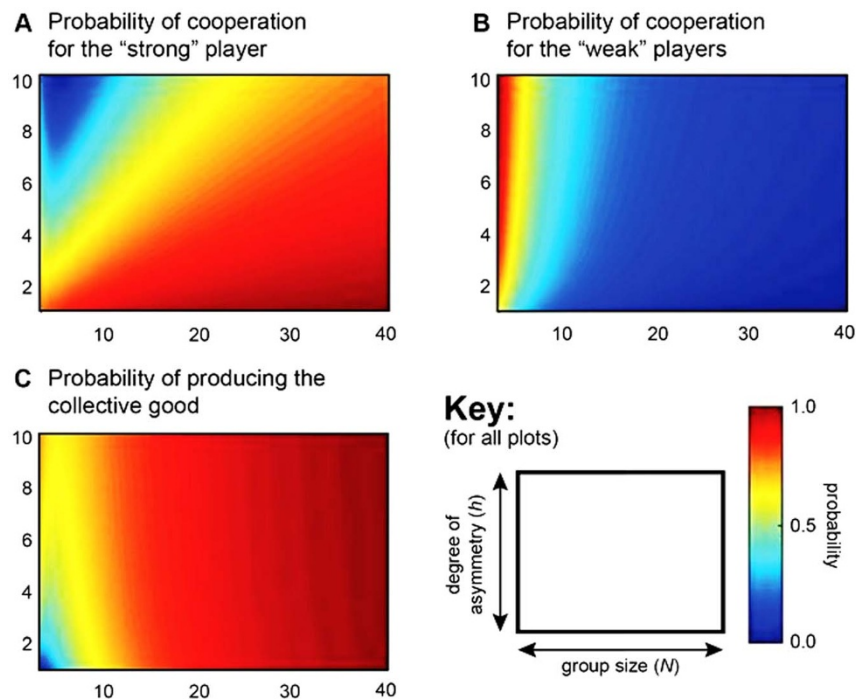 A Probability of cooperation
for the “strong” player
10
8
6
4
2
10 20 30 40
B Probability of cooperation
for the “weak” players
10
8
6
4
2
10 20 30 40
C Probability of producing the
collective good
10
8
6
4
2
10 20 30 40
Key:
(for all plots)
degree of
asymmetry (h)
group size (N)
1.0
0.5
0.0
probability